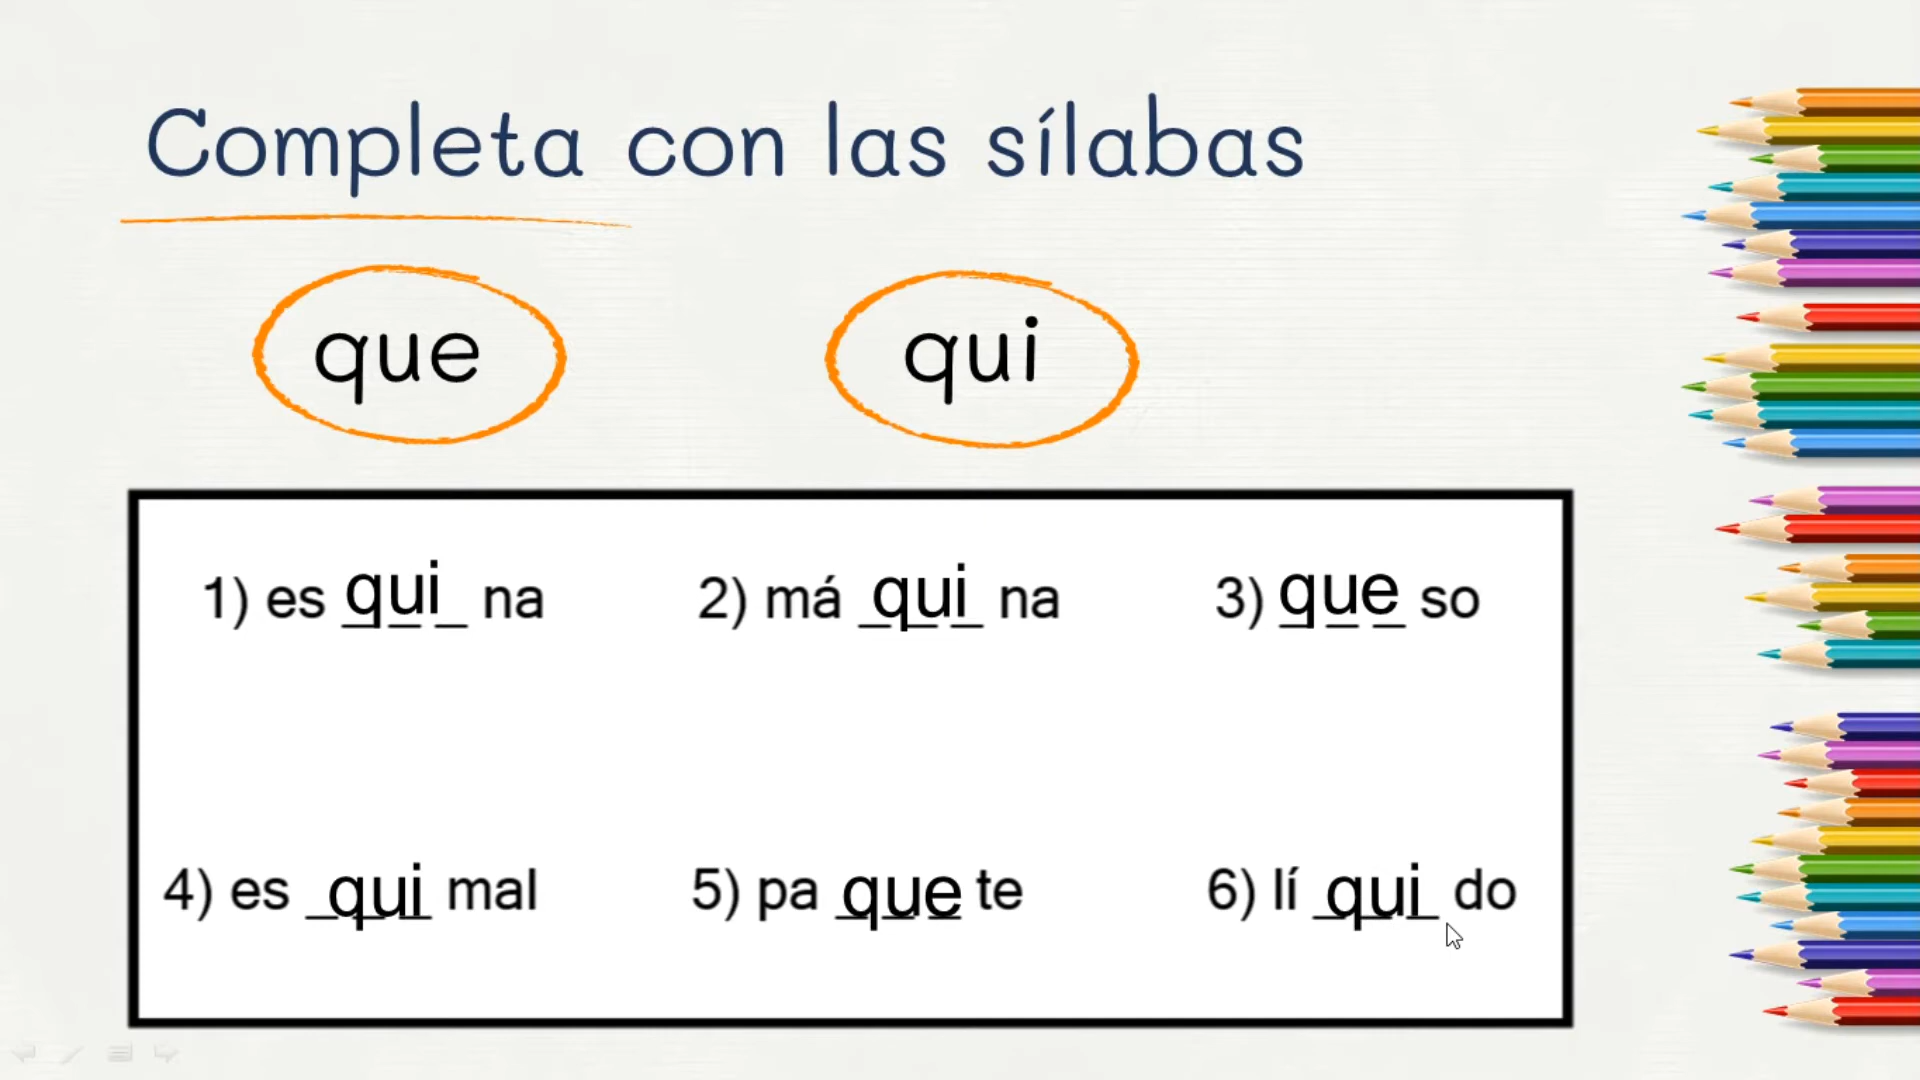 Completa con las sílabas
que qui
1) es qui na 2) má qui na 3) que so
4) es qui mal 5) pa que te 6) lí qui do